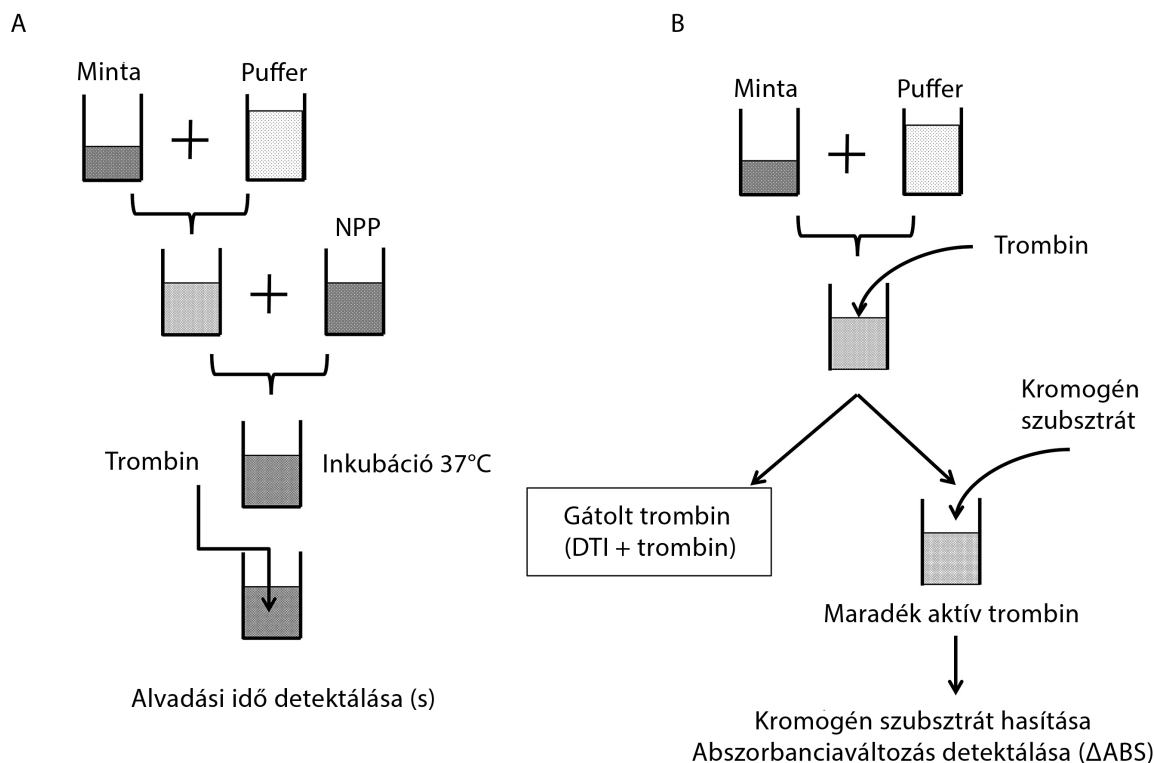 A
Minta
Puffer
NPP
Trombin
Inkubáció 37°C
Alvadási idő detektálása (s)
B
Minta
Puffer
Trombin
Kromogén
szubsztrát
Gátolt trombin
(DTI + trombin)
Maradék aktív trombin
Kromogén szubsztrát hasítása
Abszorbanciaváltozás detektálása (ΔABS)